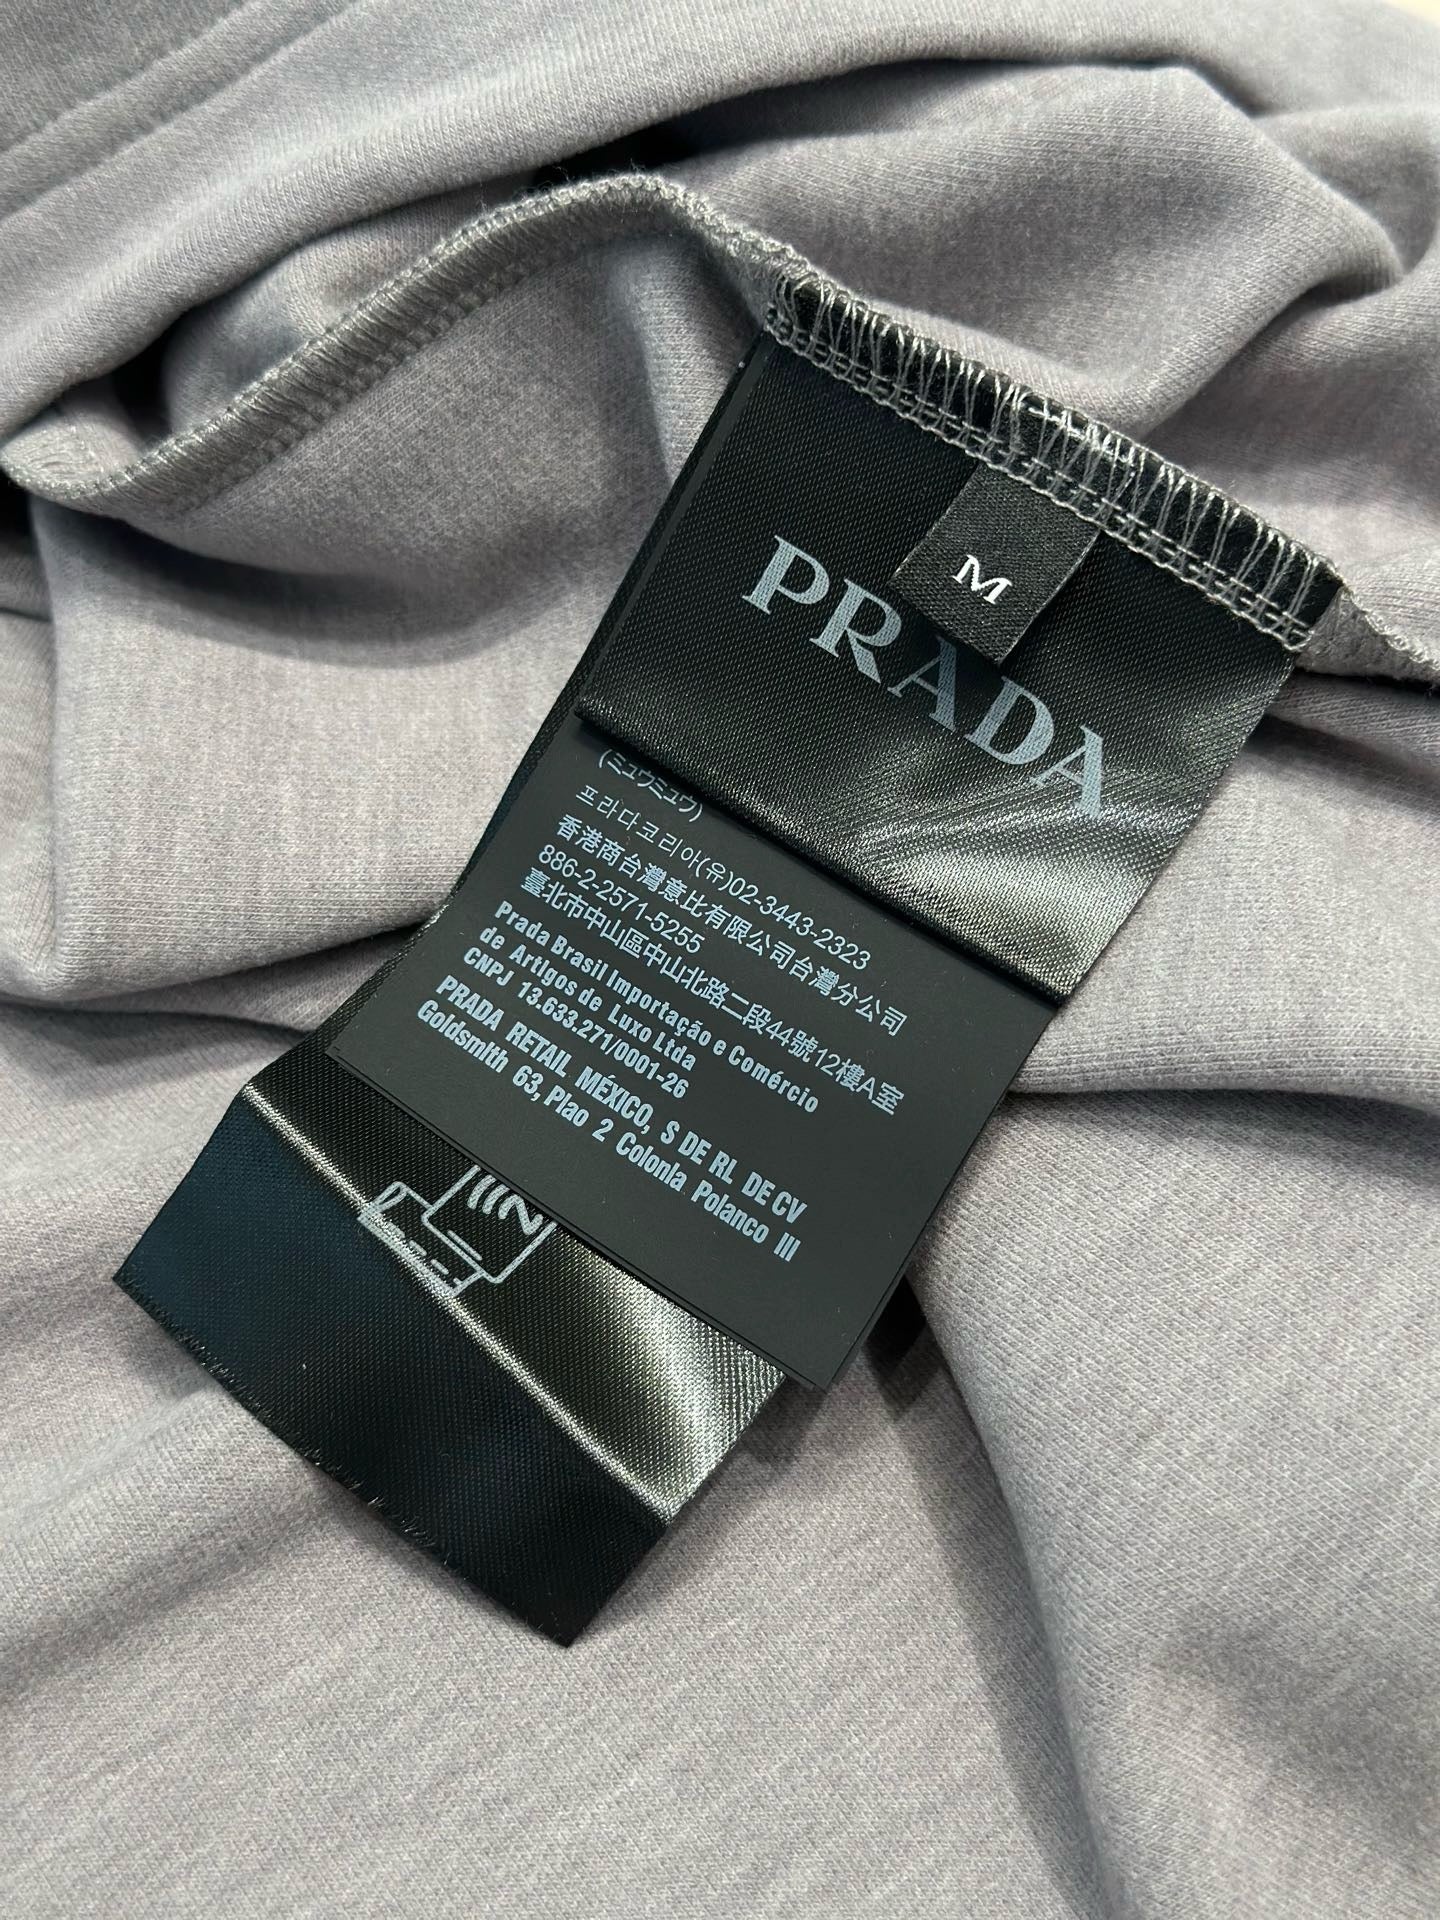 M
PRADA
(ミュウミュウ)
프라다코리아(유)02-3443-2323
香港商台灣意比有限公司台灣分公司
886-2-2571-5255
臺北市中山區中山北路二段44號12樓A室
Prada Brasil Importação e Comércio
de Artigos de Luxo Ltda
CNPJ 13.633.271/0001-26
PRADA RETAIL MÉXICO, S DE RL DE CV
Goldsmith 63, Piao 2 Colonia Polanco III